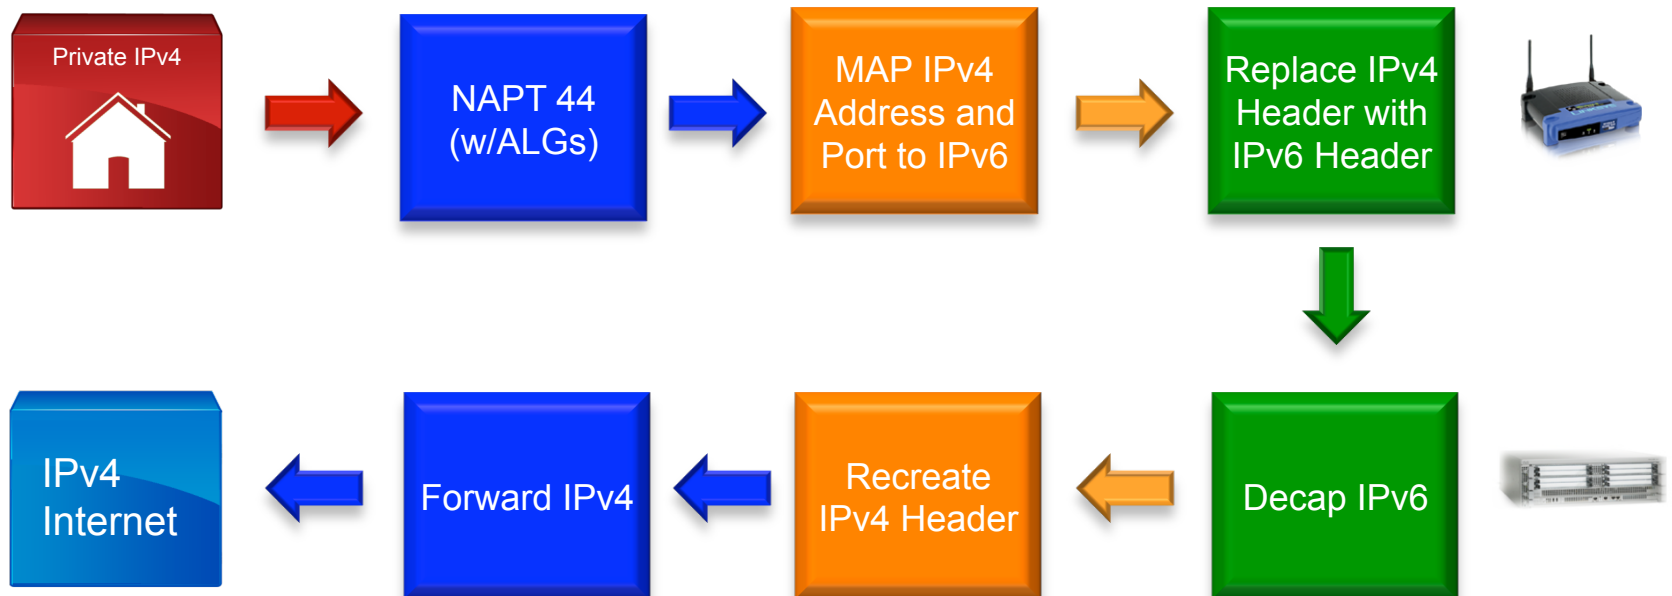 Private IPv4
NAPT 44
(w/ALGs)
MAP IPv4
Address and
Port to IPv6
Replace IPv4
Header with
IPv6 Header
IPv4
Internet
Forward IPv4
Recreate
IPv4 Header
Decap IPv6